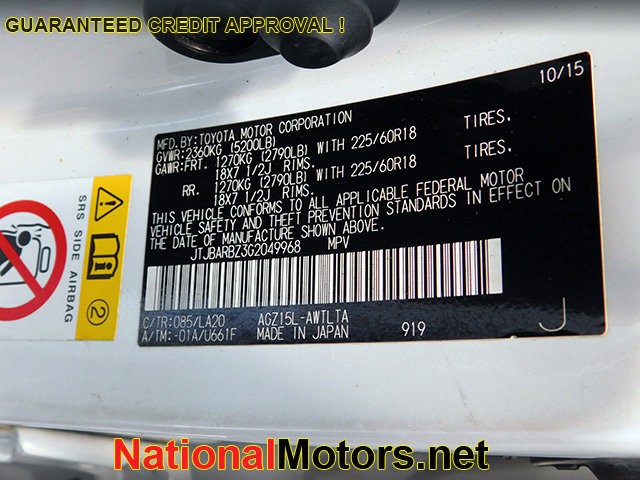 GUARANTEED CREDIT APPROVAL !
10/15
MFD.BY:TOYOTA MOTOR CORPORATION
GVWR:2360KG (5200LB)
GAWR:FRT. 1270KG (2790LB) WITH 225/60R18 TIRES,
18X7 1/2J RIMS.
RR. 1270KG (2790LB) WITH 225/60R18 TIRES,
18X7 1/2J RIMS.
THIS VEHICLE CONFORMS TO ALL APPLICABLE FEDERAL MOTOR
VEHICLE SAFETY AND THEFT PREVENTION STANDARDS IN EFFECT ON
THE DATE OF MANUFACTURE SHOWN ABOVE.
JTJBARBZ3G2049968 MPV
C/TR:085/LA20 AGZ15L-AWTLTA
A/TM:-01A/U661F MADE IN JAPAN 919 J
SRS SIDE AIRBAG
2
NationalMotors.net